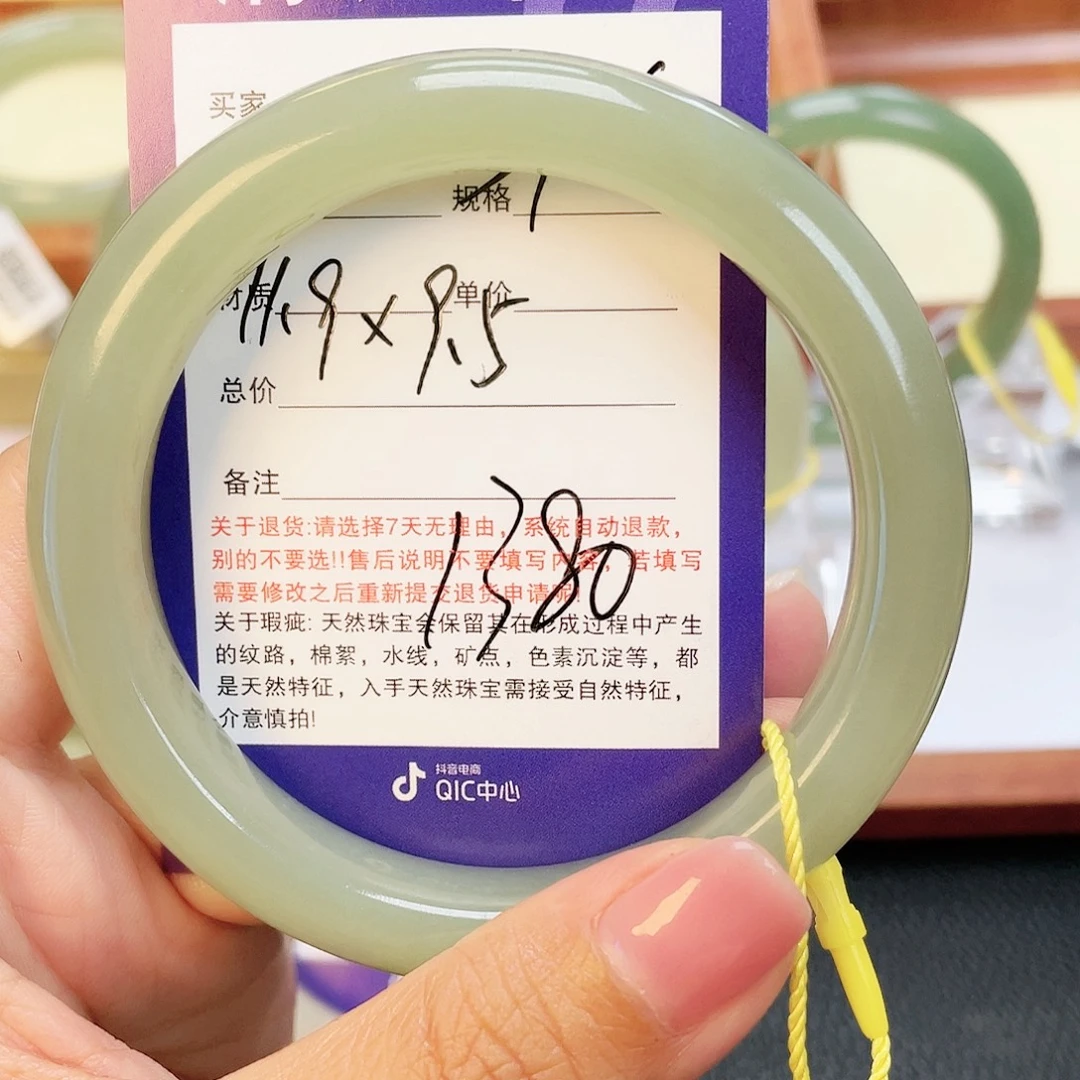 买家
规格
材质 单价
11.9×9.5
总价
备注
1380
关于退货:请选择7天无理由，系统自动退款，
别的不要选!!售后说明不要填写内容，若填写
需要修改之后重新提交退货申请呢!
关于瑕疵: 天然珠宝会保留其在形成过程中产生
的纹路，棉絮，水线，矿点，色素沉淀等，都
是天然特征，入手天然珠宝需接受自然特征，
介意慎拍!
抖音电商
QIC中心